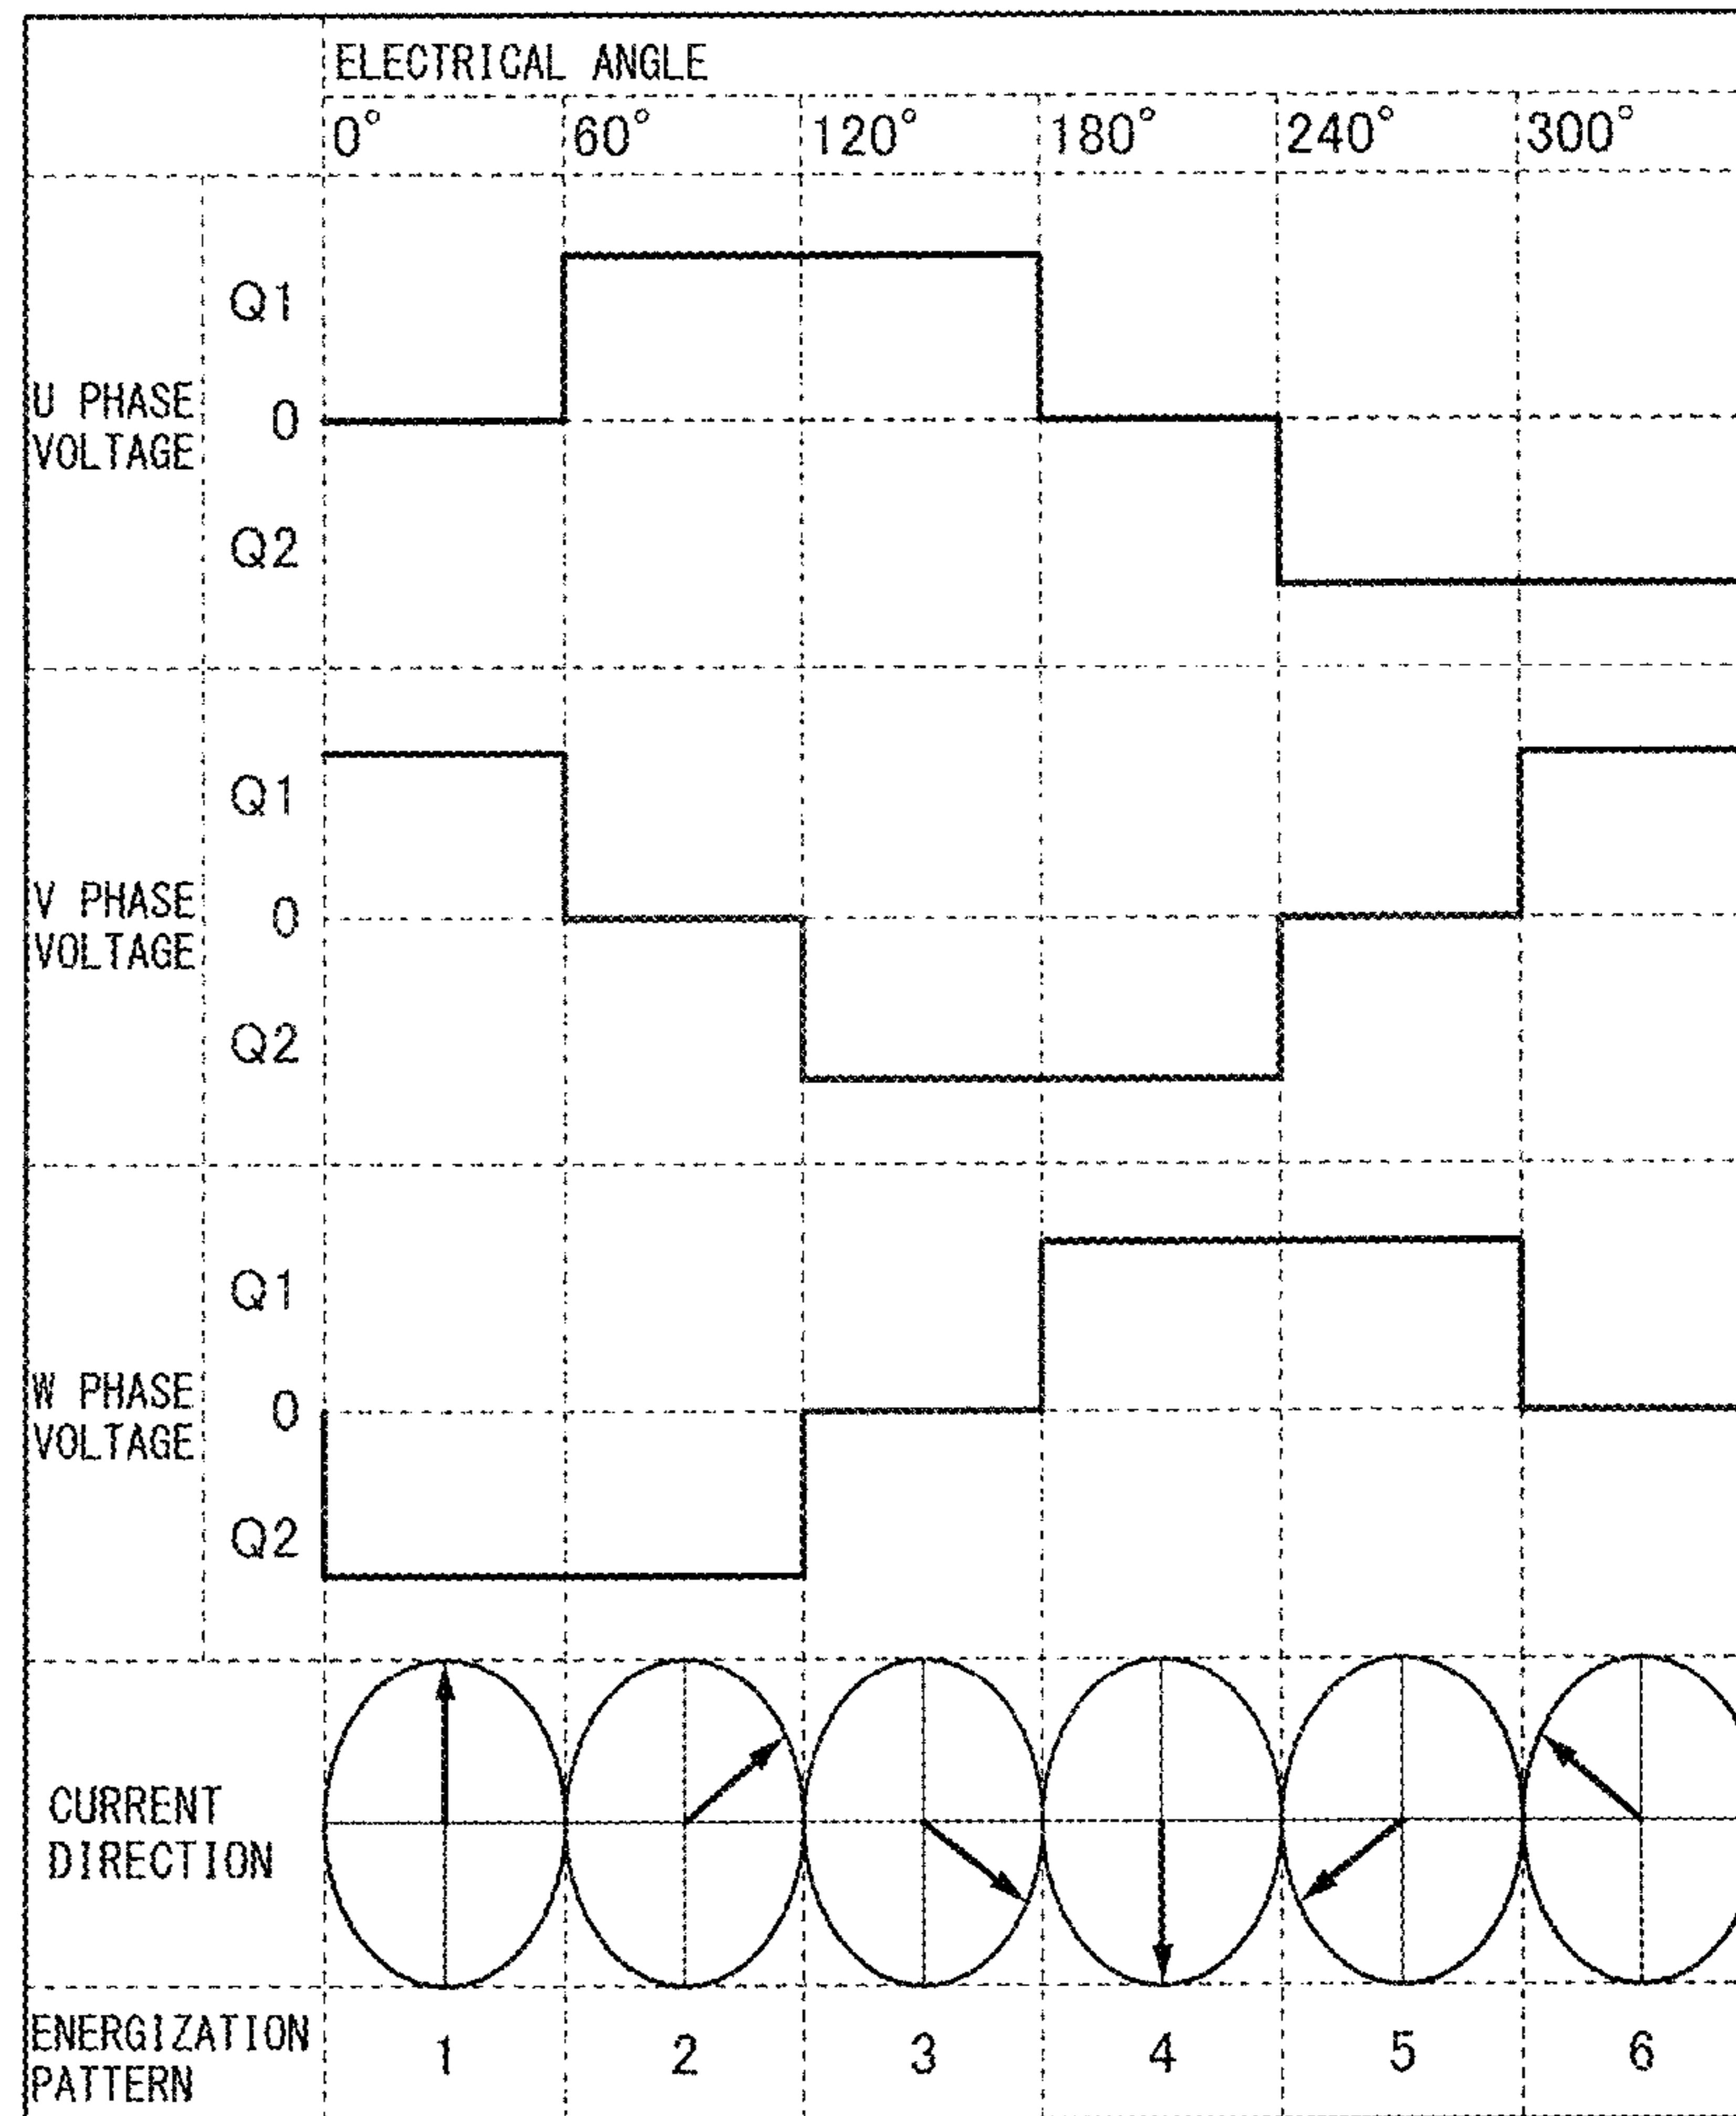 ELECTRICAL ANGLE
0° 60° 120° 180° 240° 300°
Q1
U PHASE
VOLTAGE
0
Q2
Q1
V PHASE
VOLTAGE
0
Q2
Q1
W PHASE
VOLTAGE
0
Q2
CURRENT
DIRECTION
ENERGIZATION
PATTERN
1 2 3 4 5 6